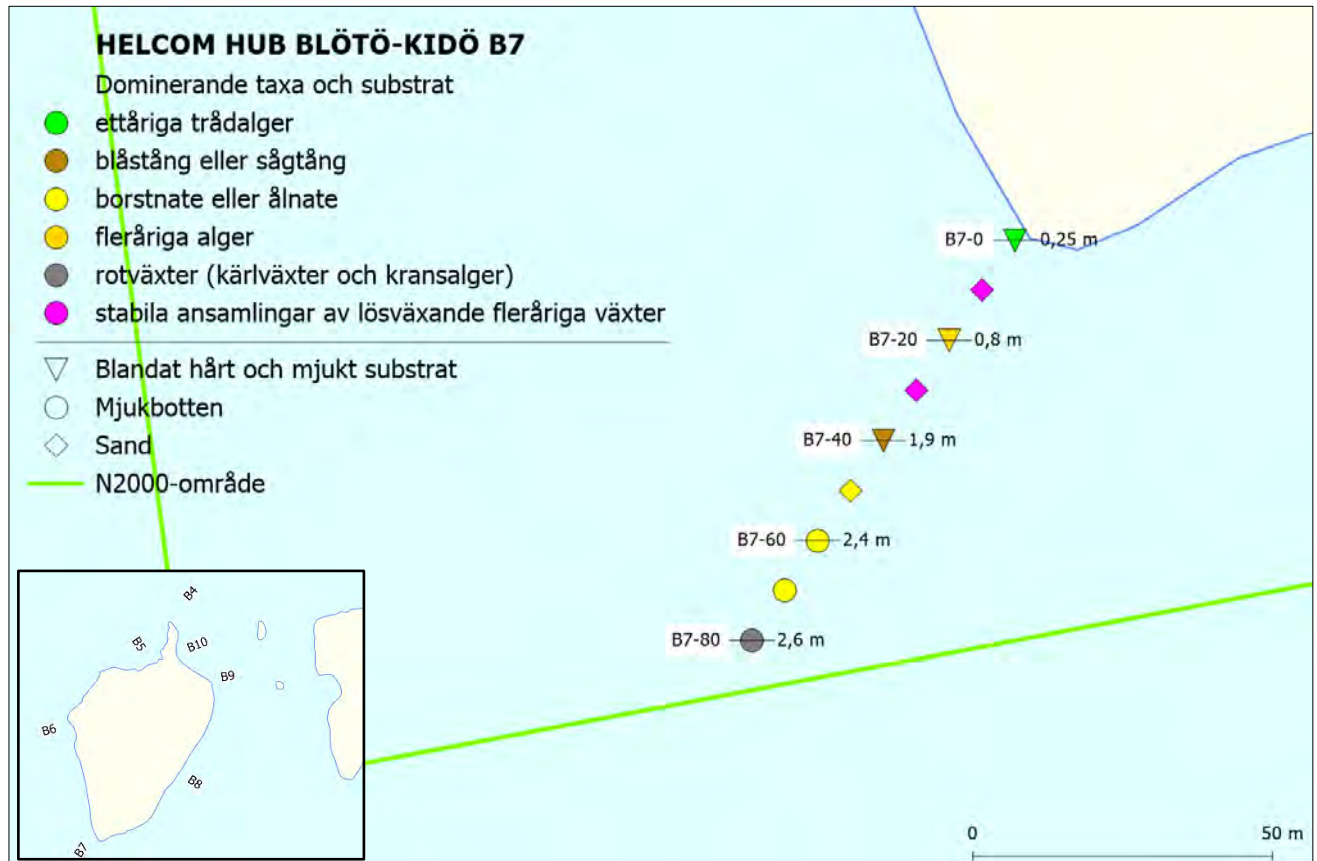 HELCOM HUB BLÖTÖ-KIDÖ B7
Dominerande taxa och substrat
ettåriga trådalger
blåstång eller sågtång
borstnate eller ålnate
fleråriga alger
rotväxter (kärlväxter och kransalger)
stabila ansamlingar av lösväxande fleråriga växter
Blandat hårt och mjukt substrat
Mjukbotten
Sand
N2000-område
B7-0 0,25 m
B7-20 0,8 m
B7-40 1,9 m
B7-60 2,4 m
B7-80 2,6 m
B4
B5
B10
B9
B6
B8
B7
0 50 m